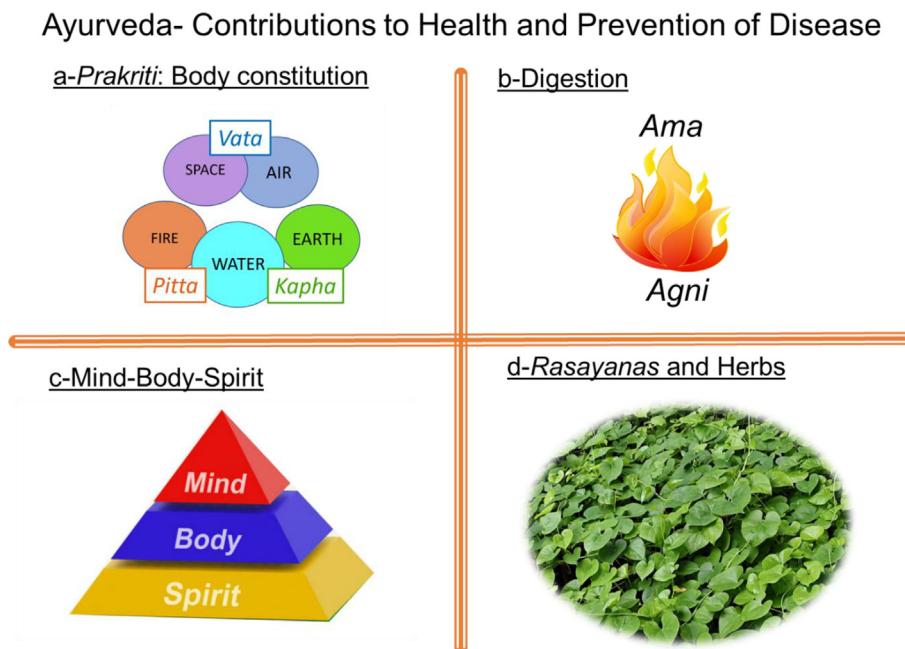 Ayurveda- Contributions to Health and Prevention of Disease
a-Prakriti: Body constitution
Vata
SPACE
AIR
FIRE
WATER
EARTH
Pitta
Kapha
b-Digestion
Ama
Agni
c-Mind-Body-Spirit
Mind
Body
Spirit
d-Rasayanas and Herbs